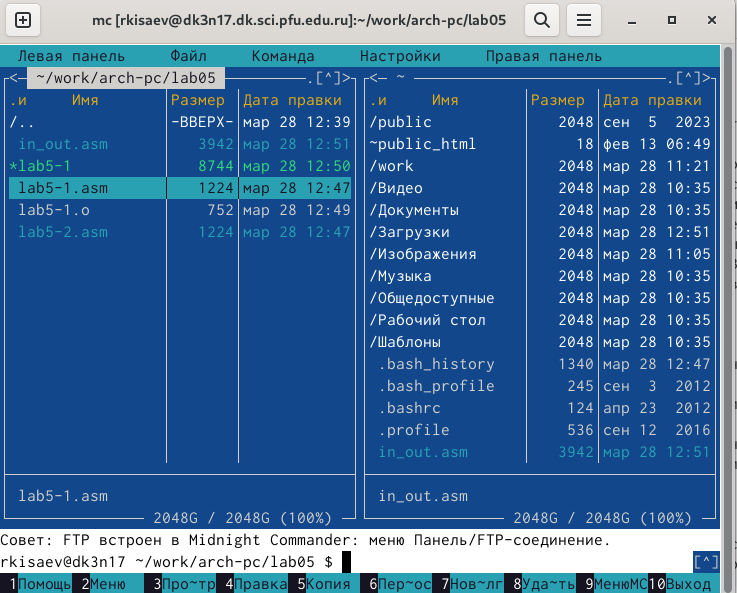 mc [rkisaev@dk3n17.dk.sci.pfu.edu.ru]:~/work/arch-pc/lab05
Левая панель Файл Команда Настройки Правая панель
<─ ~/work/arch-pc/lab05 .[^]> <─ ~ .[^]>
.и Имя Размер Дата правки .и Имя Размер Дата правки
/.. -ВВЕРХ- мар 28 12:39 /public 2048 сен 5 2023
in_out.asm 3942 мар 28 12:51 ~public_html 18 фев 13 06:49
*lab5-1 8744 мар 28 12:50 /work 2048 мар 28 11:21
lab5-1.asm 1224 мар 28 12:47 /Видео 2048 мар 28 10:35
lab5-1.o 752 мар 28 12:49 /Документы 2048 мар 28 10:35
lab5-2.asm 1224 мар 28 12:47 /Загрузки 2048 мар 28 12:51
/Изображения 2048 мар 28 11:05
/Музыка 2048 мар 28 10:35
/Общедоступные 2048 мар 28 10:35
/Рабочий стол 2048 мар 28 10:35
/Шаблоны 2048 мар 28 10:35
.bash_history 1340 мар 28 12:47
.bash_profile 245 сен 3 2012
.bashrc 124 апр 23 2012
.profile 536 сен 12 2016
in_out.asm 3942 мар 28 12:51
lab5-1.asm in_out.asm
2048G / 2048G (100%) 2048G / 2048G (100%)
Совет: FTP встроен в Midnight Commander: меню Панель/FTP-соединение.
rkisaev@dk3n17 ~/work/arch-pc/lab05 $ [^]
1Помощь 2Меню 3Про~тр 4Правка 5Копия 6Пер~ос 7Нов~лг 8Уда~ть 9МенюМС 10Выход